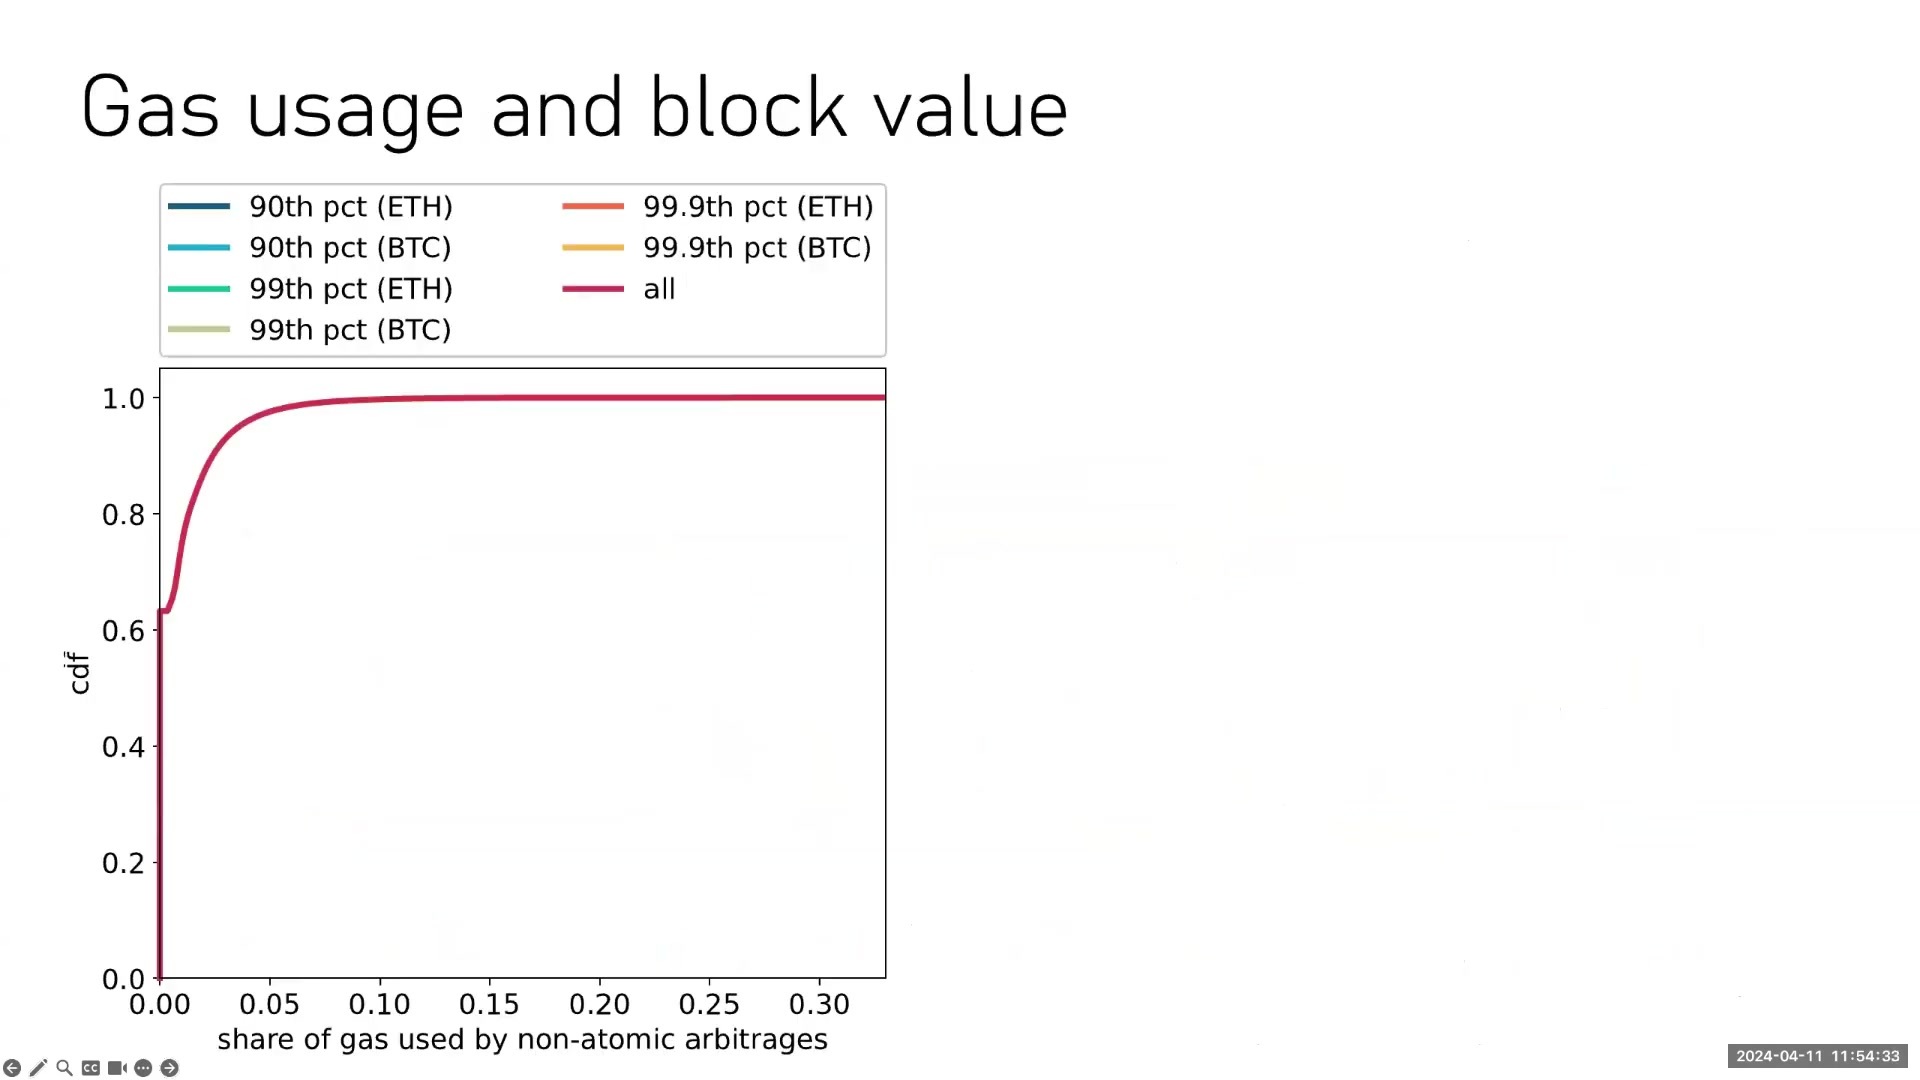 Gas usage and block value
90th pct (ETH)
90th pct (BTC)
99th pct (ETH)
99th pct (BTC)
99.9th pct (ETH)
99.9th pct (BTC)
all
1.0
0.8
0.6
0.4
0.2
0.0
cdf
0.00 0.05 0.10 0.15 0.20 0.25 0.30
share of gas used by non-atomic arbitrages
CC
2024-04-11 11:54:33